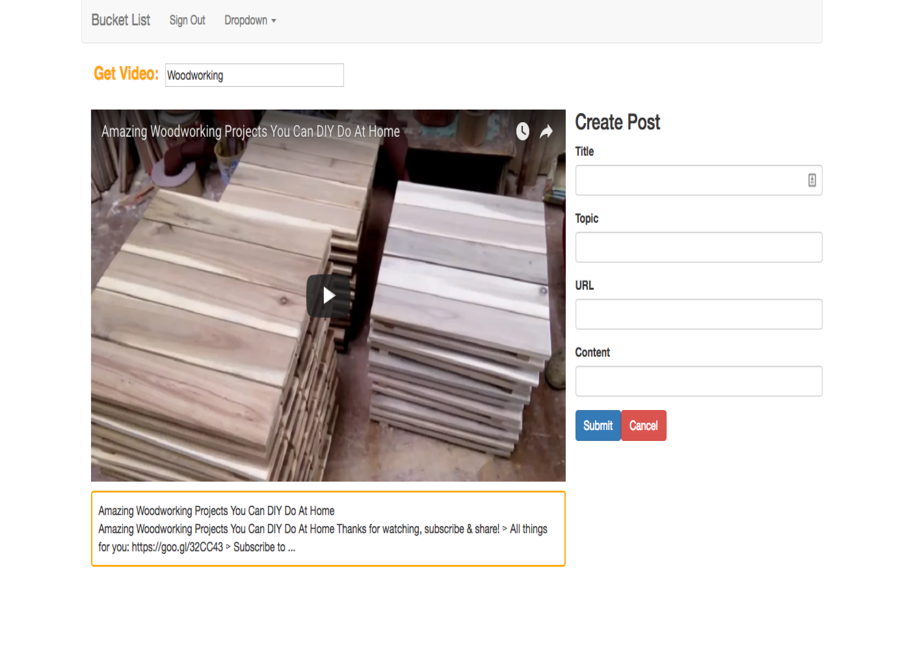 Bucket List Sign Out Dropdown
Get Video: Woodworking
Amazing Woodworking Projects You Can DIY Do At Home
Create Post
Title
Topic
URL
Content
Submit Cancel
Amazing Woodworking Projects You Can DIY Do At Home
Amazing Woodworking Projects You Can DIY Do At Home Thanks for watching, subscribe & share! > All things
for you: https://goo.gl/32CC43 > Subscribe to ...